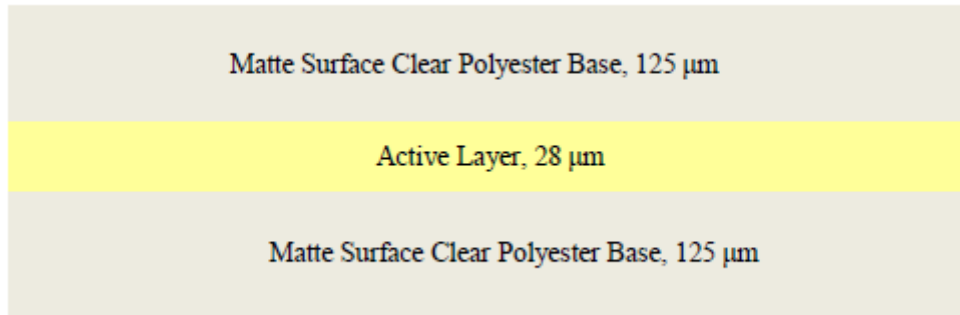 Matte Surface Clear Polyester Base, 125 μm
Active Layer, 28 μm
Matte Surface Clear Polyester Base, 125 μm